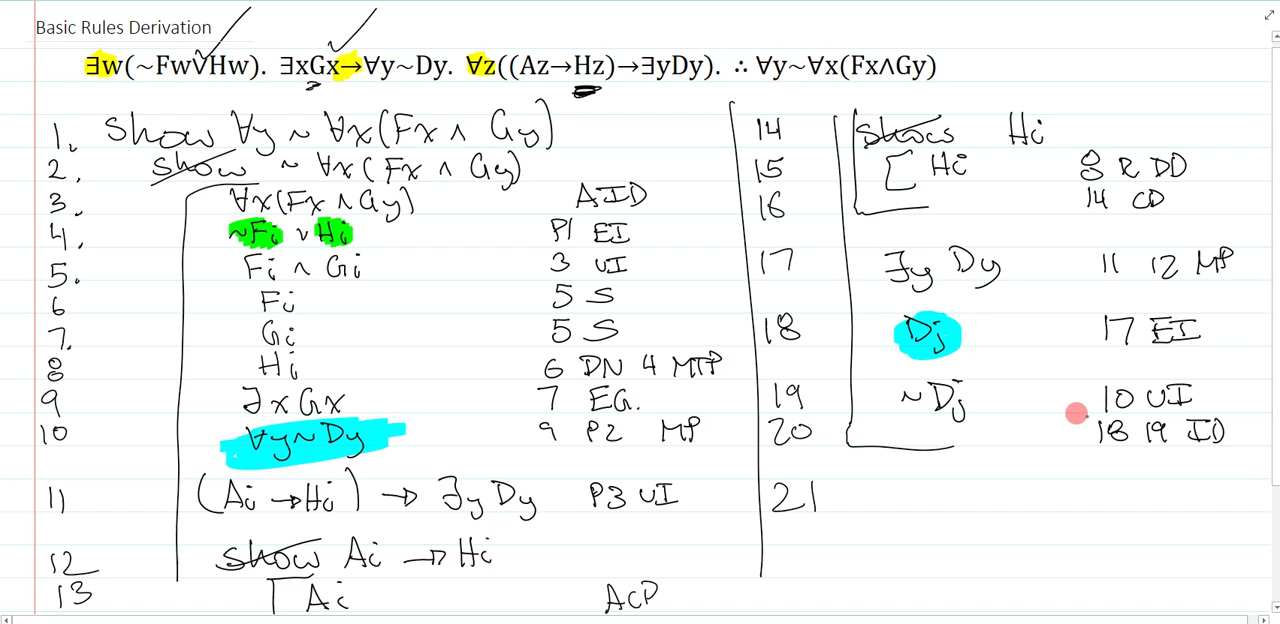 Basic Rules Derivation
∃w(~Fw∨Hw). ∃xGx→∀y~Dy. ∀z((Az→Hz)→∃yDy). ∴ ∀y~∀x(Fx∧Gy)
1. Show ∀y ~ ∀x (Fx ∧ Gy)
2. Show ~ ∀x (Fx ∧ Gy)
3. ∀x (Fx ∧ Gy) AID
4. ~Fi ∨ Hi P1 EI
5. Fi ∧ Gi 3 UI
6 Fi 5 S
7. Gi 5 S
8 Hi 6 DN 4 MTP
9 ∃x Gx 7 EG.
10 ∀y ~ Dy 9 P2 MP
11 (Ai → Hi) → ∃y Dy P3 UI
12 Show Ai → Hi
13 Ai ACP
14 Show Hi
15 Hi 8 R DD
16 14 CD
17 ∃y Dy 11 12 MP
18 Dj 17 EI
19 ~Dj 10 UI
20 18 19 ID
21